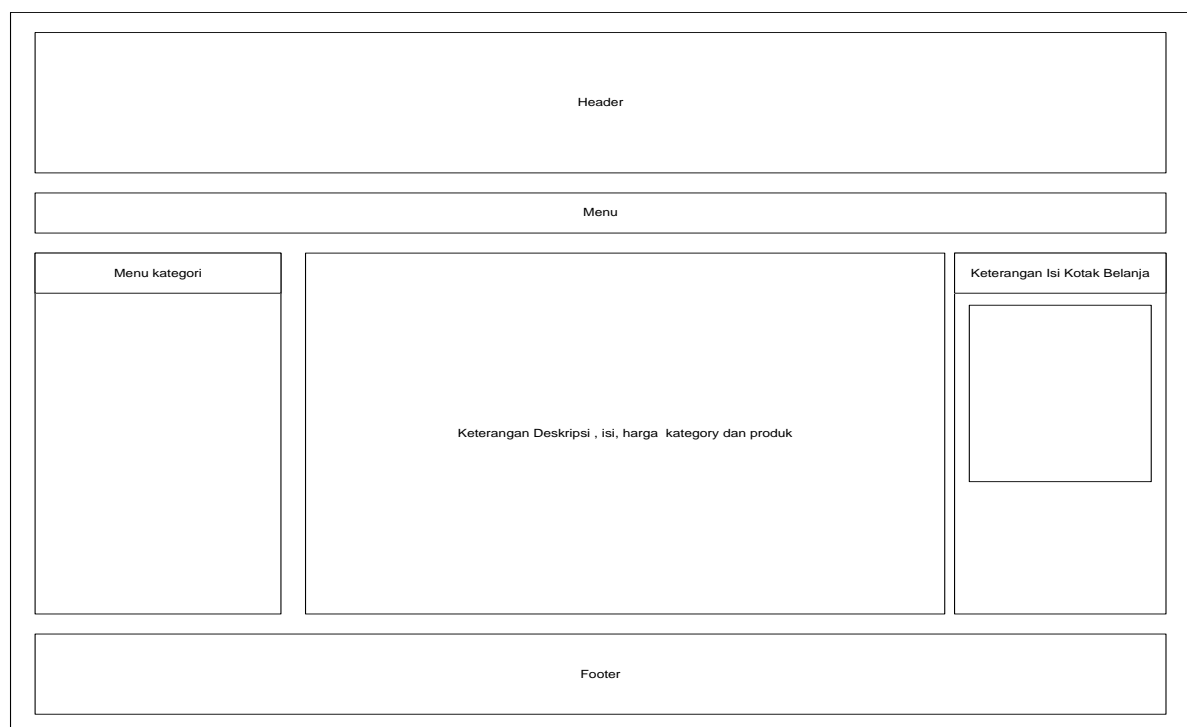 Header
Menu
Menu kategori
Keterangan Isi Kotak Belanja
Keterangan Deskripsi , isi, harga kategory dan produk
Footer